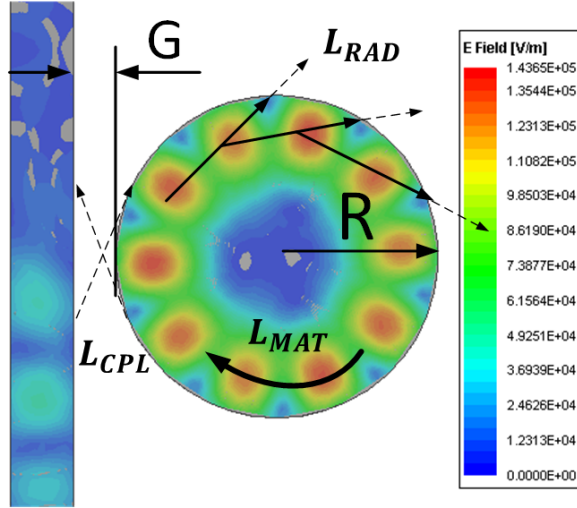 G
L_RAD
R
L_MAT
L_CPL
E Field [V/m]
1.4365E+05
1.3544E+05
1.2313E+05
1.1082E+05
9.8503E+04
8.6190E+04
7.3877E+04
6.1564E+04
4.9251E+04
3.6939E+04
2.4626E+04
1.2313E+04
0.0000E+00